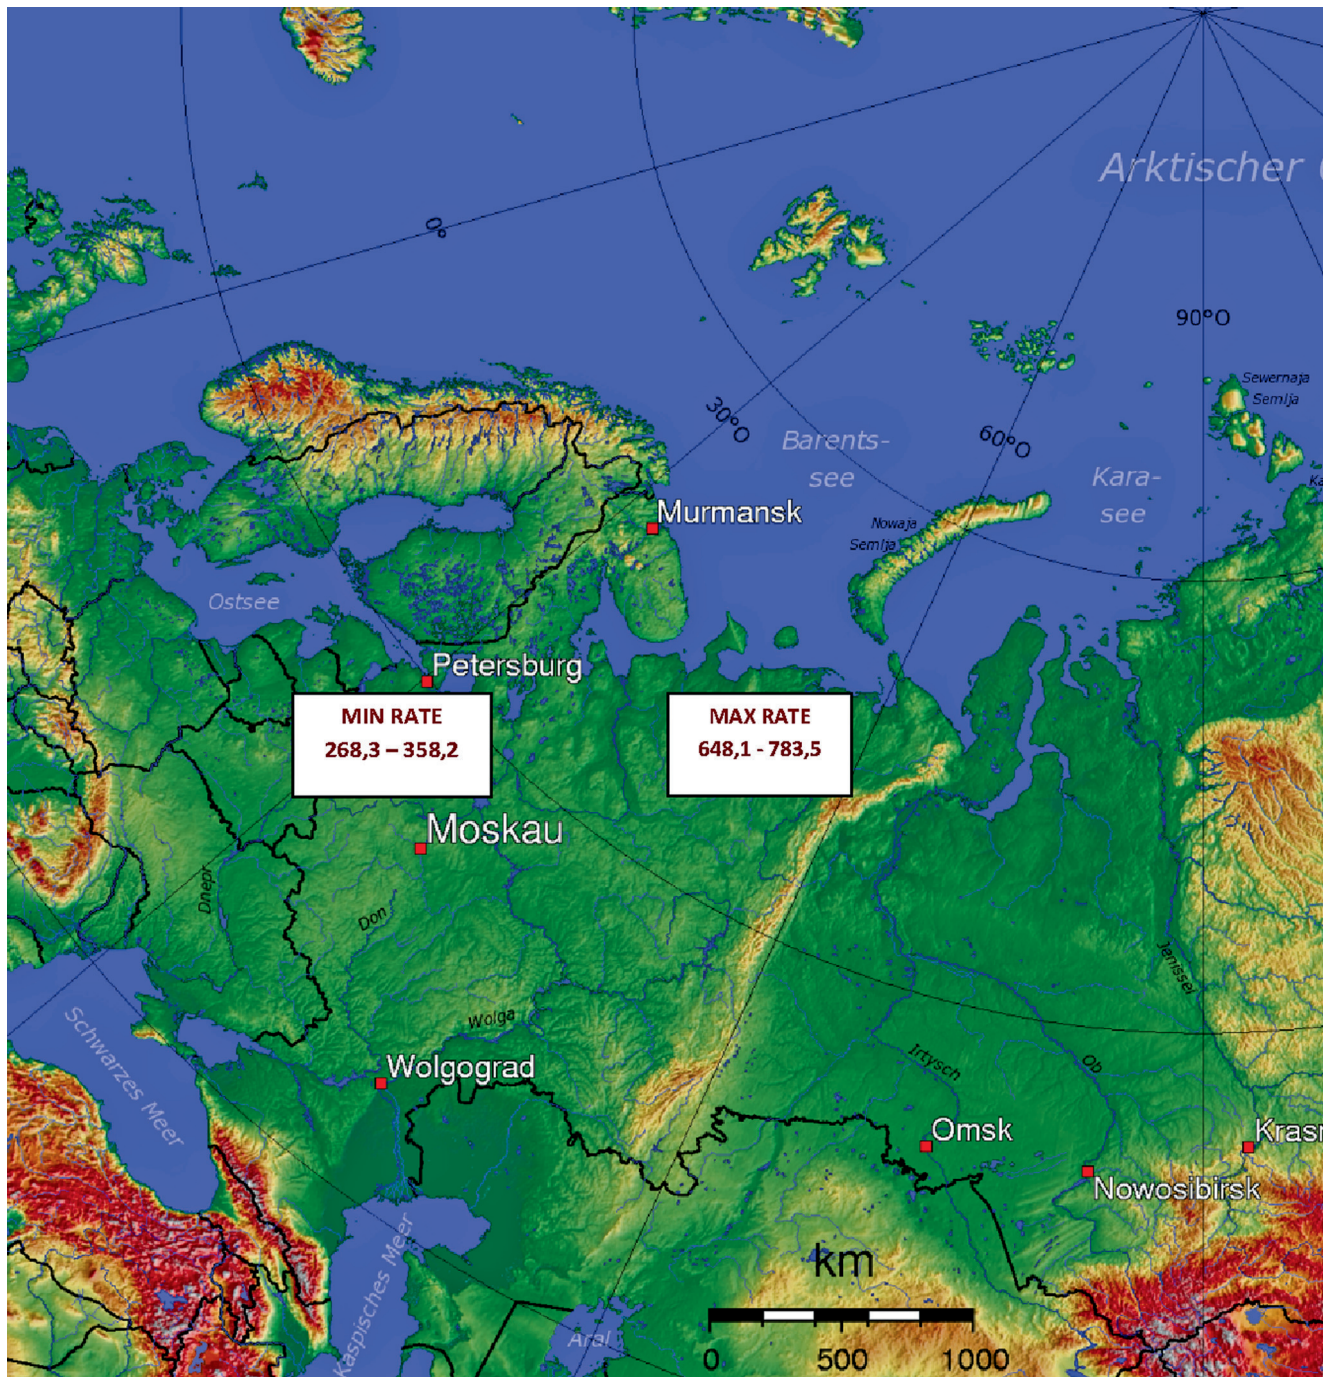 Arktischer
0°
90°O
Sewernaja
Semlja
30°O
Barents-
see
60°O
Kara-
see
Murmansk
Nowaja
Semlja
Ostsee
Petersburg
MIN RATE
268,3 – 358,2
MAX RATE
648,1 - 783,5
Moskau
Dnepr
Don
Jenissei
Wolga
Schwarzes Meer
Wolgograd
Irtysch
Ob
Omsk
Krasn
Nowosibirsk
Kaspisches Meer
km
Aral
0 500 1000